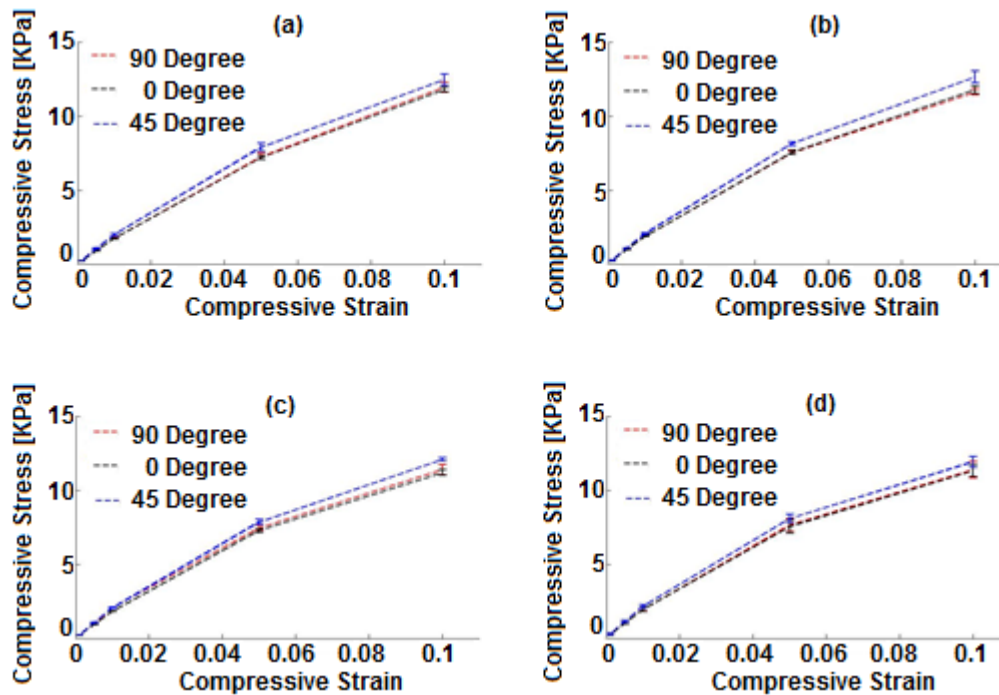 (a)
Compressive Stress [KPa]
15
10
5
0
90 Degree
0 Degree
45 Degree
0 0.02 0.04 0.06 0.08 0.1
Compressive Strain
(b)
Compressive Stress [KPa]
15
10
5
0
90 Degree
0 Degree
45 Degree
0 0.02 0.04 0.06 0.08 0.1
Compressive Strain
(c)
Compressive Stress [KPa]
15
10
5
0
90 Degree
0 Degree
45 Degree
0 0.02 0.04 0.06 0.08 0.1
Compressive Strain
(d)
Compressive Stress [KPa]
15
10
5
0
90 Degree
0 Degree
45 Degree
0 0.02 0.04 0.06 0.08 0.1
Compressive Strain